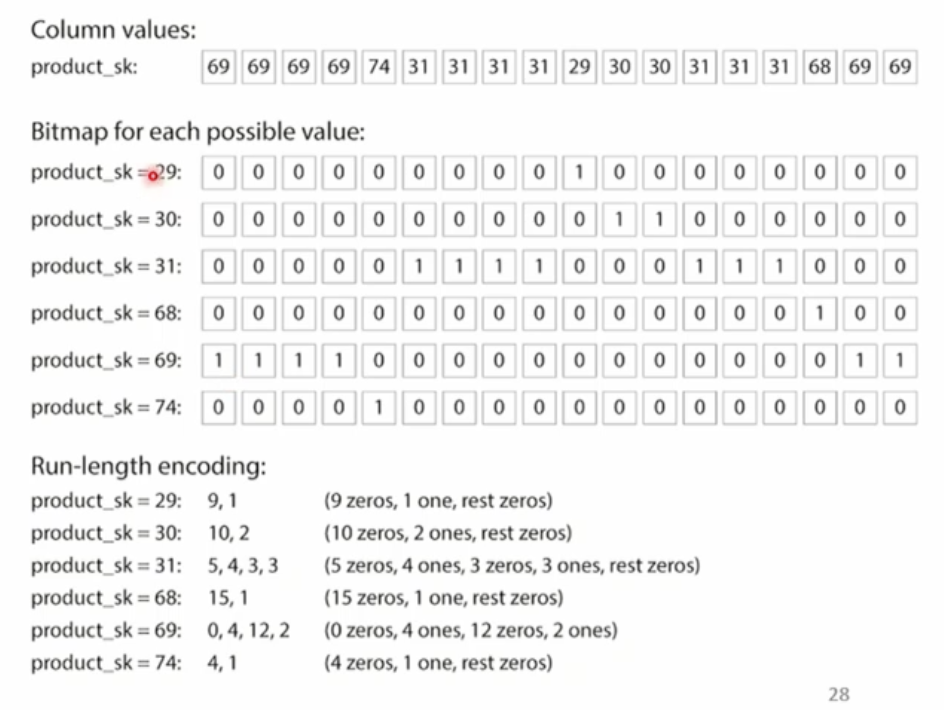 Column values:
product_sk: 69 69 69 69 74 31 31 31 31 29 30 30 31 31 31 68 69 69
Bitmap for each possible value:
product_sk = 29: 0 0 0 0 0 0 0 0 0 1 0 0 0 0 0 0 0 0
product_sk = 30: 0 0 0 0 0 0 0 0 0 0 1 1 0 0 0 0 0 0
product_sk = 31: 0 0 0 0 0 1 1 1 1 0 0 0 1 1 1 0 0 0
product_sk = 68: 0 0 0 0 0 0 0 0 0 0 0 0 0 0 0 1 0 0
product_sk = 69: 1 1 1 1 0 0 0 0 0 0 0 0 0 0 0 0 1 1
product_sk = 74: 0 0 0 0 1 0 0 0 0 0 0 0 0 0 0 0 0 0
Run-length encoding:
product_sk = 29: 9, 1 (9 zeros, 1 one, rest zeros)
product_sk = 30: 10, 2 (10 zeros, 2 ones, rest zeros)
product_sk = 31: 5, 4, 3, 3 (5 zeros, 4 ones, 3 zeros, 3 ones, rest zeros)
product_sk = 68: 15, 1 (15 zeros, 1 one, rest zeros)
product_sk = 69: 0, 4, 12, 2 (0 zeros, 4 ones, 12 zeros, 2 ones)
product_sk = 74: 4, 1 (4 zeros, 1 one, rest zeros)
28